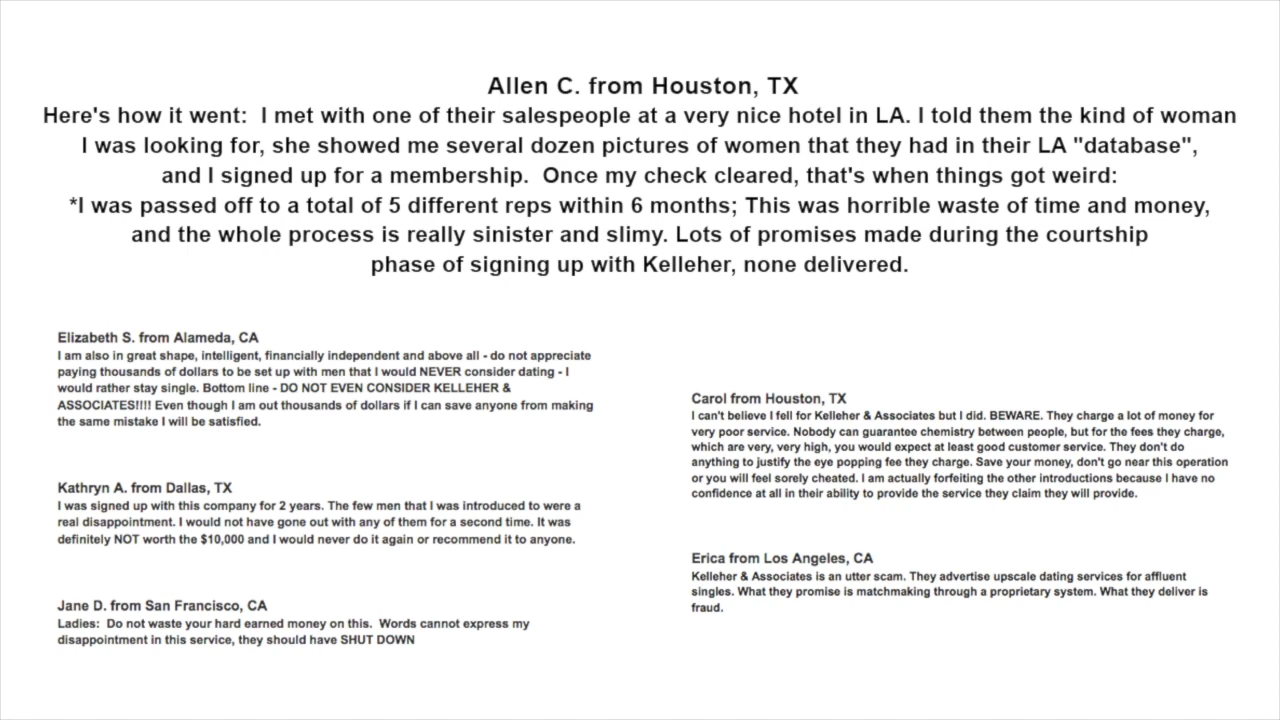 Allen C. from Houston, TX
Here's how it went:  I met with one of their salespeople at a very nice hotel in LA. I told them the kind of woman
I was looking for, she showed me several dozen pictures of women that they had in their LA "database",
and I signed up for a membership.  Once my check cleared, that's when things got weird:
*I was passed off to a total of 5 different reps within 6 months; This was horrible waste of time and money,
and the whole process is really sinister and slimy. Lots of promises made during the courtship
phase of signing up with Kelleher, none delivered.
Elizabeth S. from Alameda, CA
I am also in great shape, intelligent, financially independent and above all - do not appreciate
paying thousands of dollars to be set up with men that I would NEVER consider dating - I
would rather stay single. Bottom line - DO NOT EVEN CONSIDER KELLEHER &
ASSOCIATES!!!! Even though I am out thousands of dollars if I can save anyone from making
the same mistake I will be satisfied.
Kathryn A. from Dallas, TX
I was signed up with this company for 2 years. The few men that I was introduced to were a
real disappointment. I would not have gone out with any of them for a second time. It was
definitely NOT worth the $10,000 and I would never do it again or recommend it to anyone.
Jane D. from San Francisco, CA
Ladies:  Do not waste your hard earned money on this.  Words cannot express my
disappointment in this service, they should have SHUT DOWN
Carol from Houston, TX
I can't believe I fell for Kelleher & Associates but I did. BEWARE. They charge a lot of money for
very poor service. Nobody can guarantee chemistry between people, but for the fees they charge,
which are very, very high, you would expect at least good customer service. They don't do
anything to justify the eye popping fee they charge. Save your money, don't go near this operation
or you will feel sorely cheated. I am actually forfeiting the other introductions because I have no
confidence at all in their ability to provide the service they claim they will provide.
Erica from Los Angeles, CA
Kelleher & Associates is an utter scam. They advertise upscale dating services for affluent
singles. What they promise is matchmaking through a proprietary system. What they deliver is
fraud.